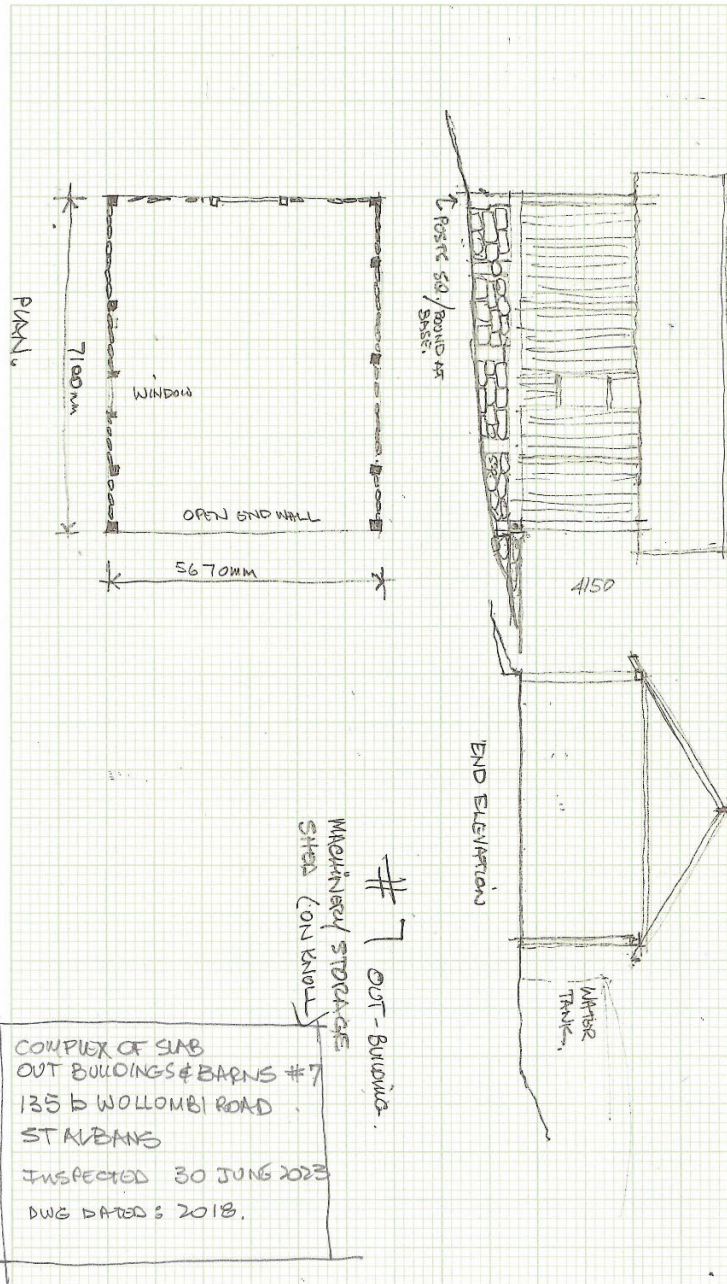 ↑ POSTS SQ./ROUND AT
BASE.
WINDOW
7100mm
PLAN.
OPEN END WALL
5670mm
4150
END ELEVATION
WATER
TANK.
# 7 OUT-BUILDING.
MACHINERY/STORAGE
SHED (ON KNOLL)
COMPLEX OF SLAB
OUT BUILDINGS & BARNS #7
135 b WOLLOMBI ROAD
ST ALBANS
INSPECTED 30 JUNE 2023
DWG DATED: 2018.